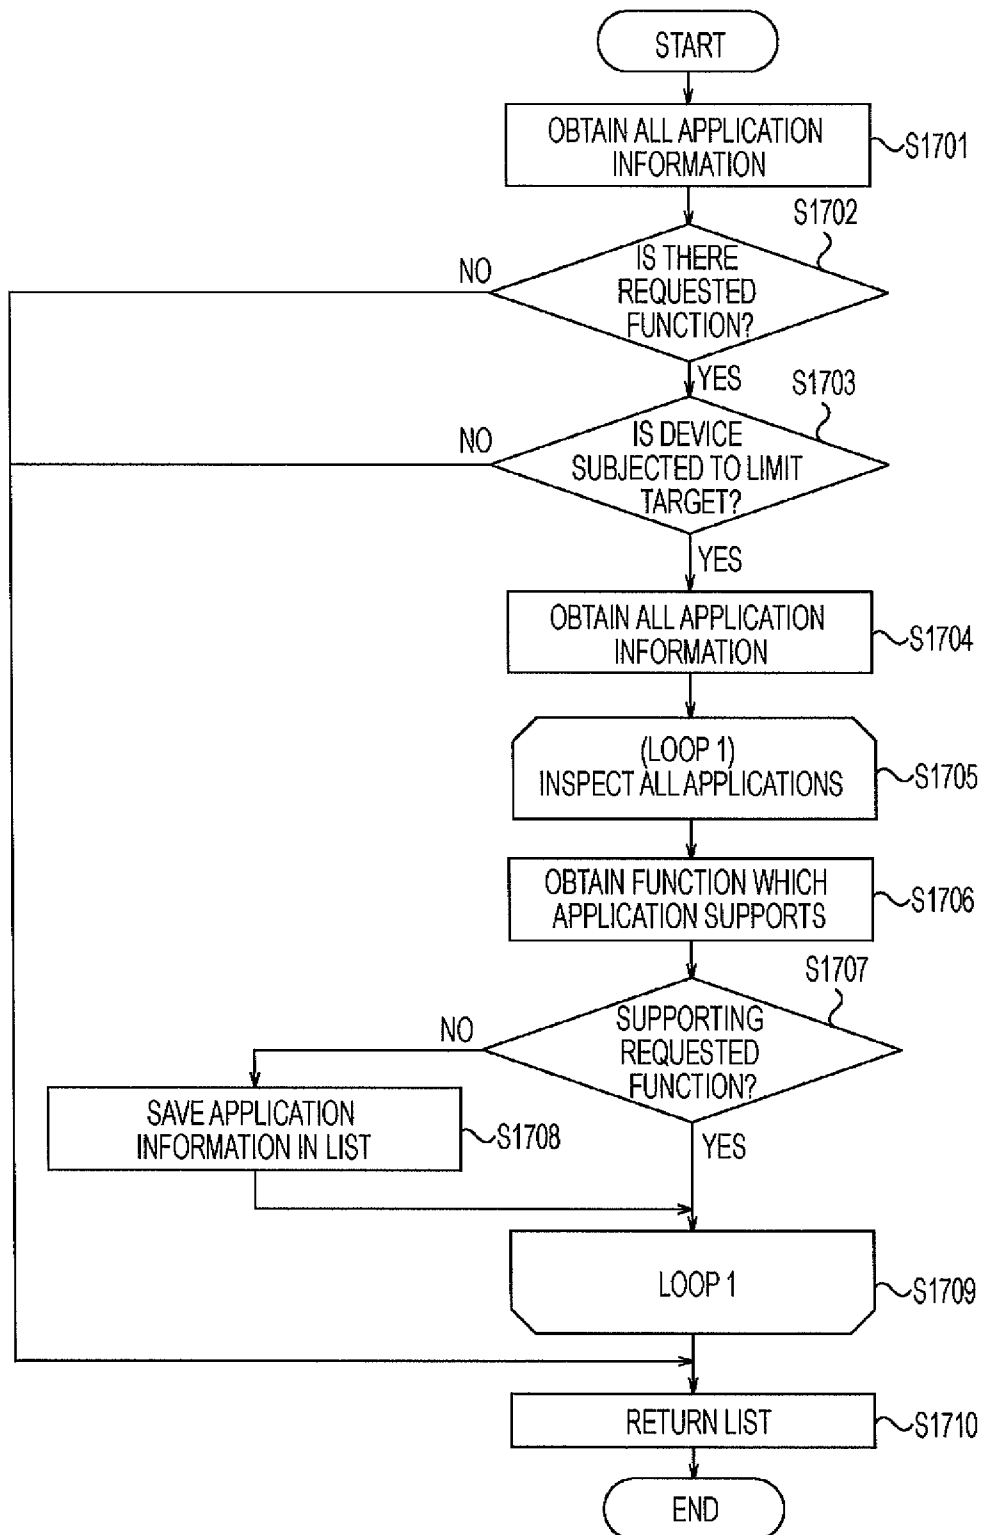 START
OBTAIN ALL APPLICATION
INFORMATION
S1701
S1702
IS THERE
REQUESTED
FUNCTION?
NO
YES
S1703
IS DEVICE
SUBJECTED TO LIMIT
TARGET?
NO
YES
OBTAIN ALL APPLICATION
INFORMATION
S1704
(LOOP 1)
INSPECT ALL APPLICATIONS
S1705
OBTAIN FUNCTION WHICH
APPLICATION SUPPORTS
S1706
S1707
SUPPORTING
REQUESTED
FUNCTION?
NO
YES
SAVE APPLICATION
INFORMATION IN LIST
S1708
LOOP 1
S1709
RETURN LIST
S1710
END